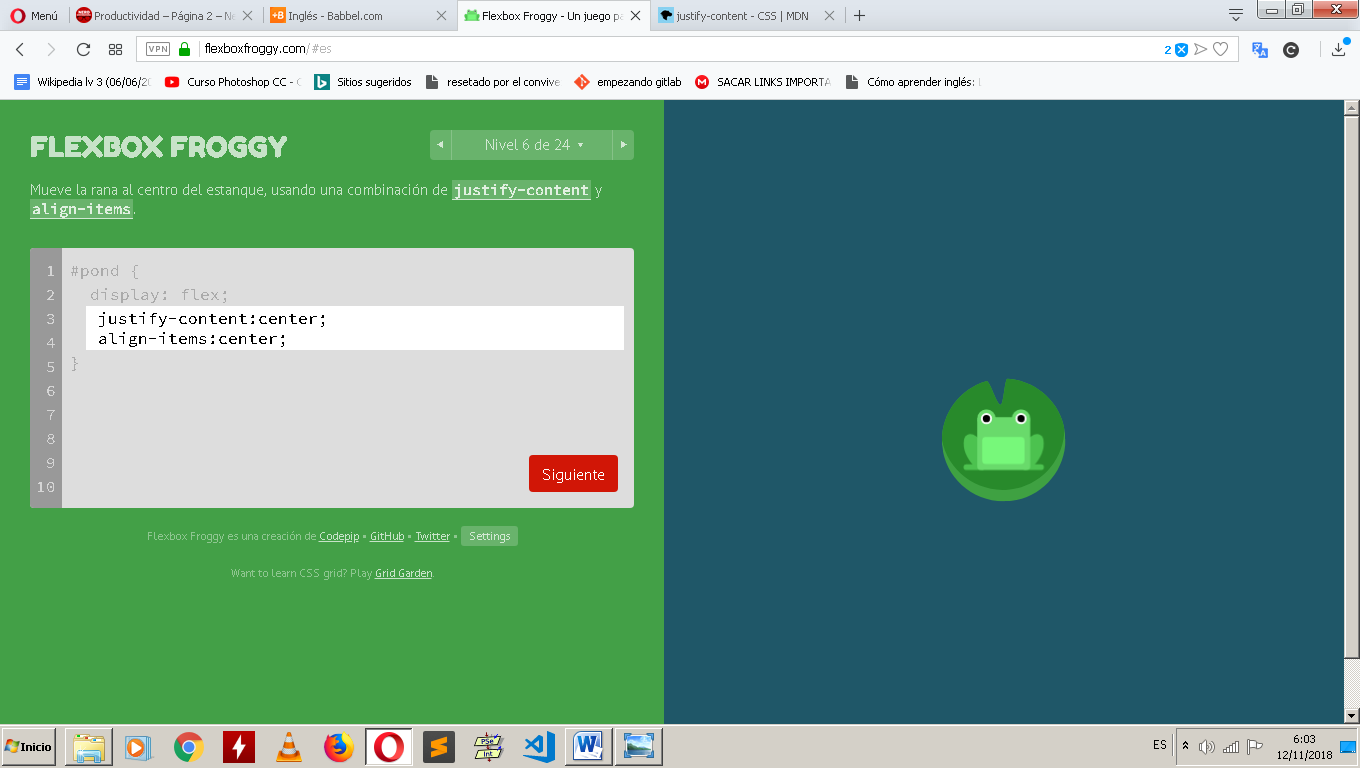 Menú
Productividad – Página 2 – Ne
Inglés - Babbel.com
Flexbox Froggy - Un juego pa
justify-content - CSS | MDN
VPN
flexboxfroggy.com/#es
2
Wikipedia lv 3 (06/06/20
Curso Photoshop CC - C
Sitios sugeridos
resetado por el convive
empezando gitlab
SACAR LINKS IMPORTA
Cómo aprender inglés:
FLEXBOX FROGGY
Nivel 6 de 24
Mueve la rana al centro del estanque, usando una combinación de justify-content y
align-items.
1 #pond {
2 display: flex;
3 justify-content:center;
4 align-items:center;
5 }
6
7
8
9
10
Siguiente
Flexbox Froggy es una creación de Codepip • GitHub • Twitter • Settings
Want to learn CSS grid? Play Grid Garden.
Inicio
PSe
Int
ES
6:03
12/11/2018